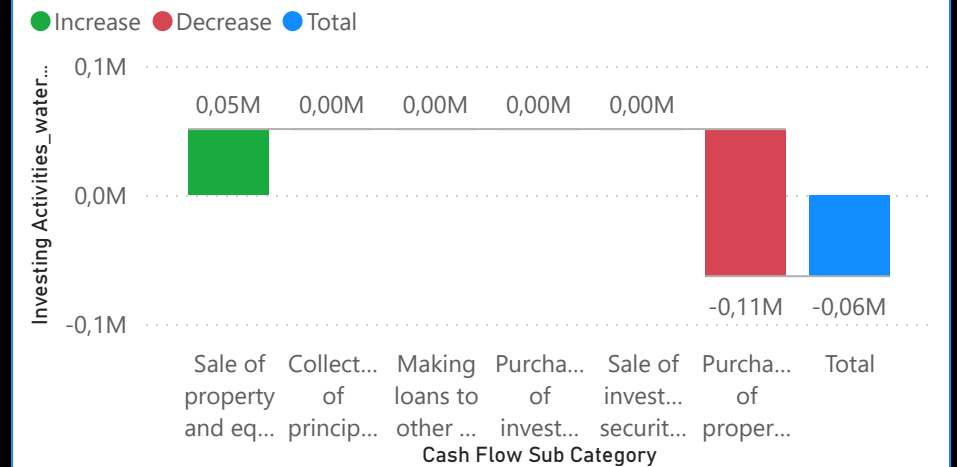 Increase Decrease Total
Investing Activities_water...
0,1M
0,0M
-0,1M
0,05M 0,00M 0,00M 0,00M 0,00M
-0,11M -0,06M
Sale of Collect... Making Purcha... Sale of Purcha... Total
property of loans to of invest... of
and eq... princip... other ... invest... securit... proper...
Cash Flow Sub Category